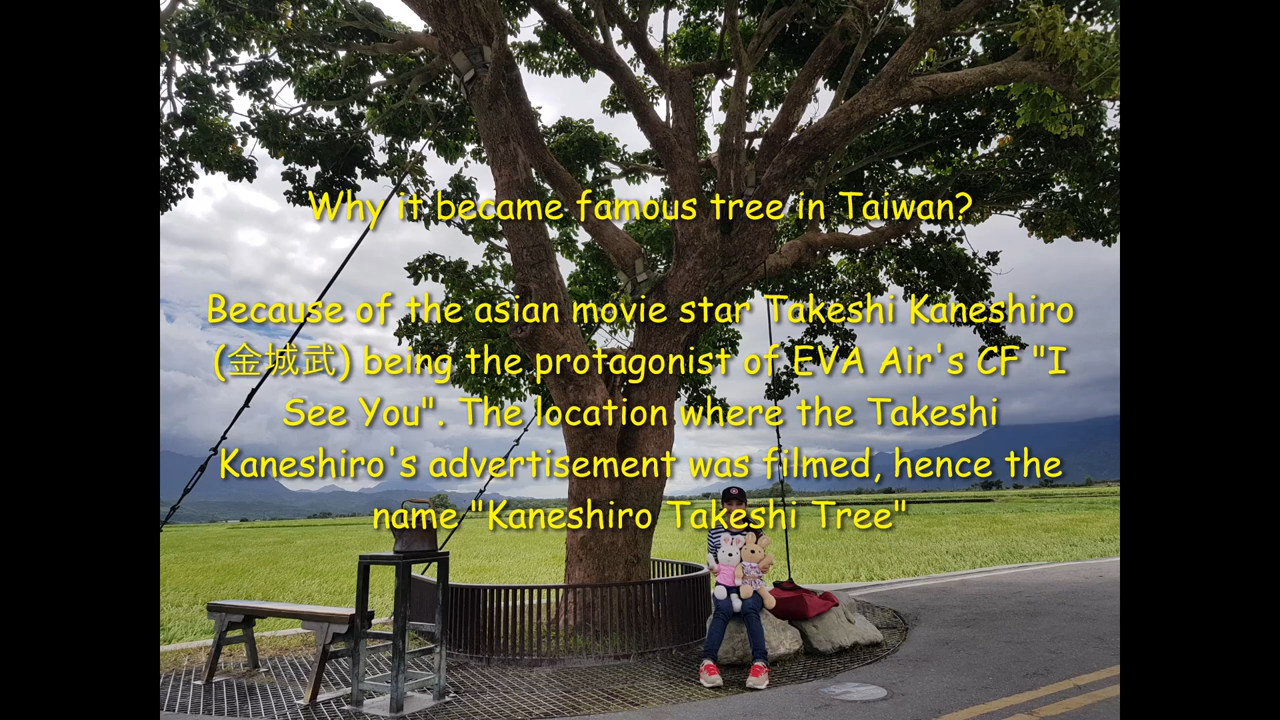 Why it became famous tree in Taiwan?
Because of the asian movie star Takeshi Kaneshiro
(金城武) being the protagonist of EVA Air's CF "I
See You". The location where the Takeshi
Kaneshiro's advertisement was filmed, hence the
name "Kaneshiro Takeshi Tree"